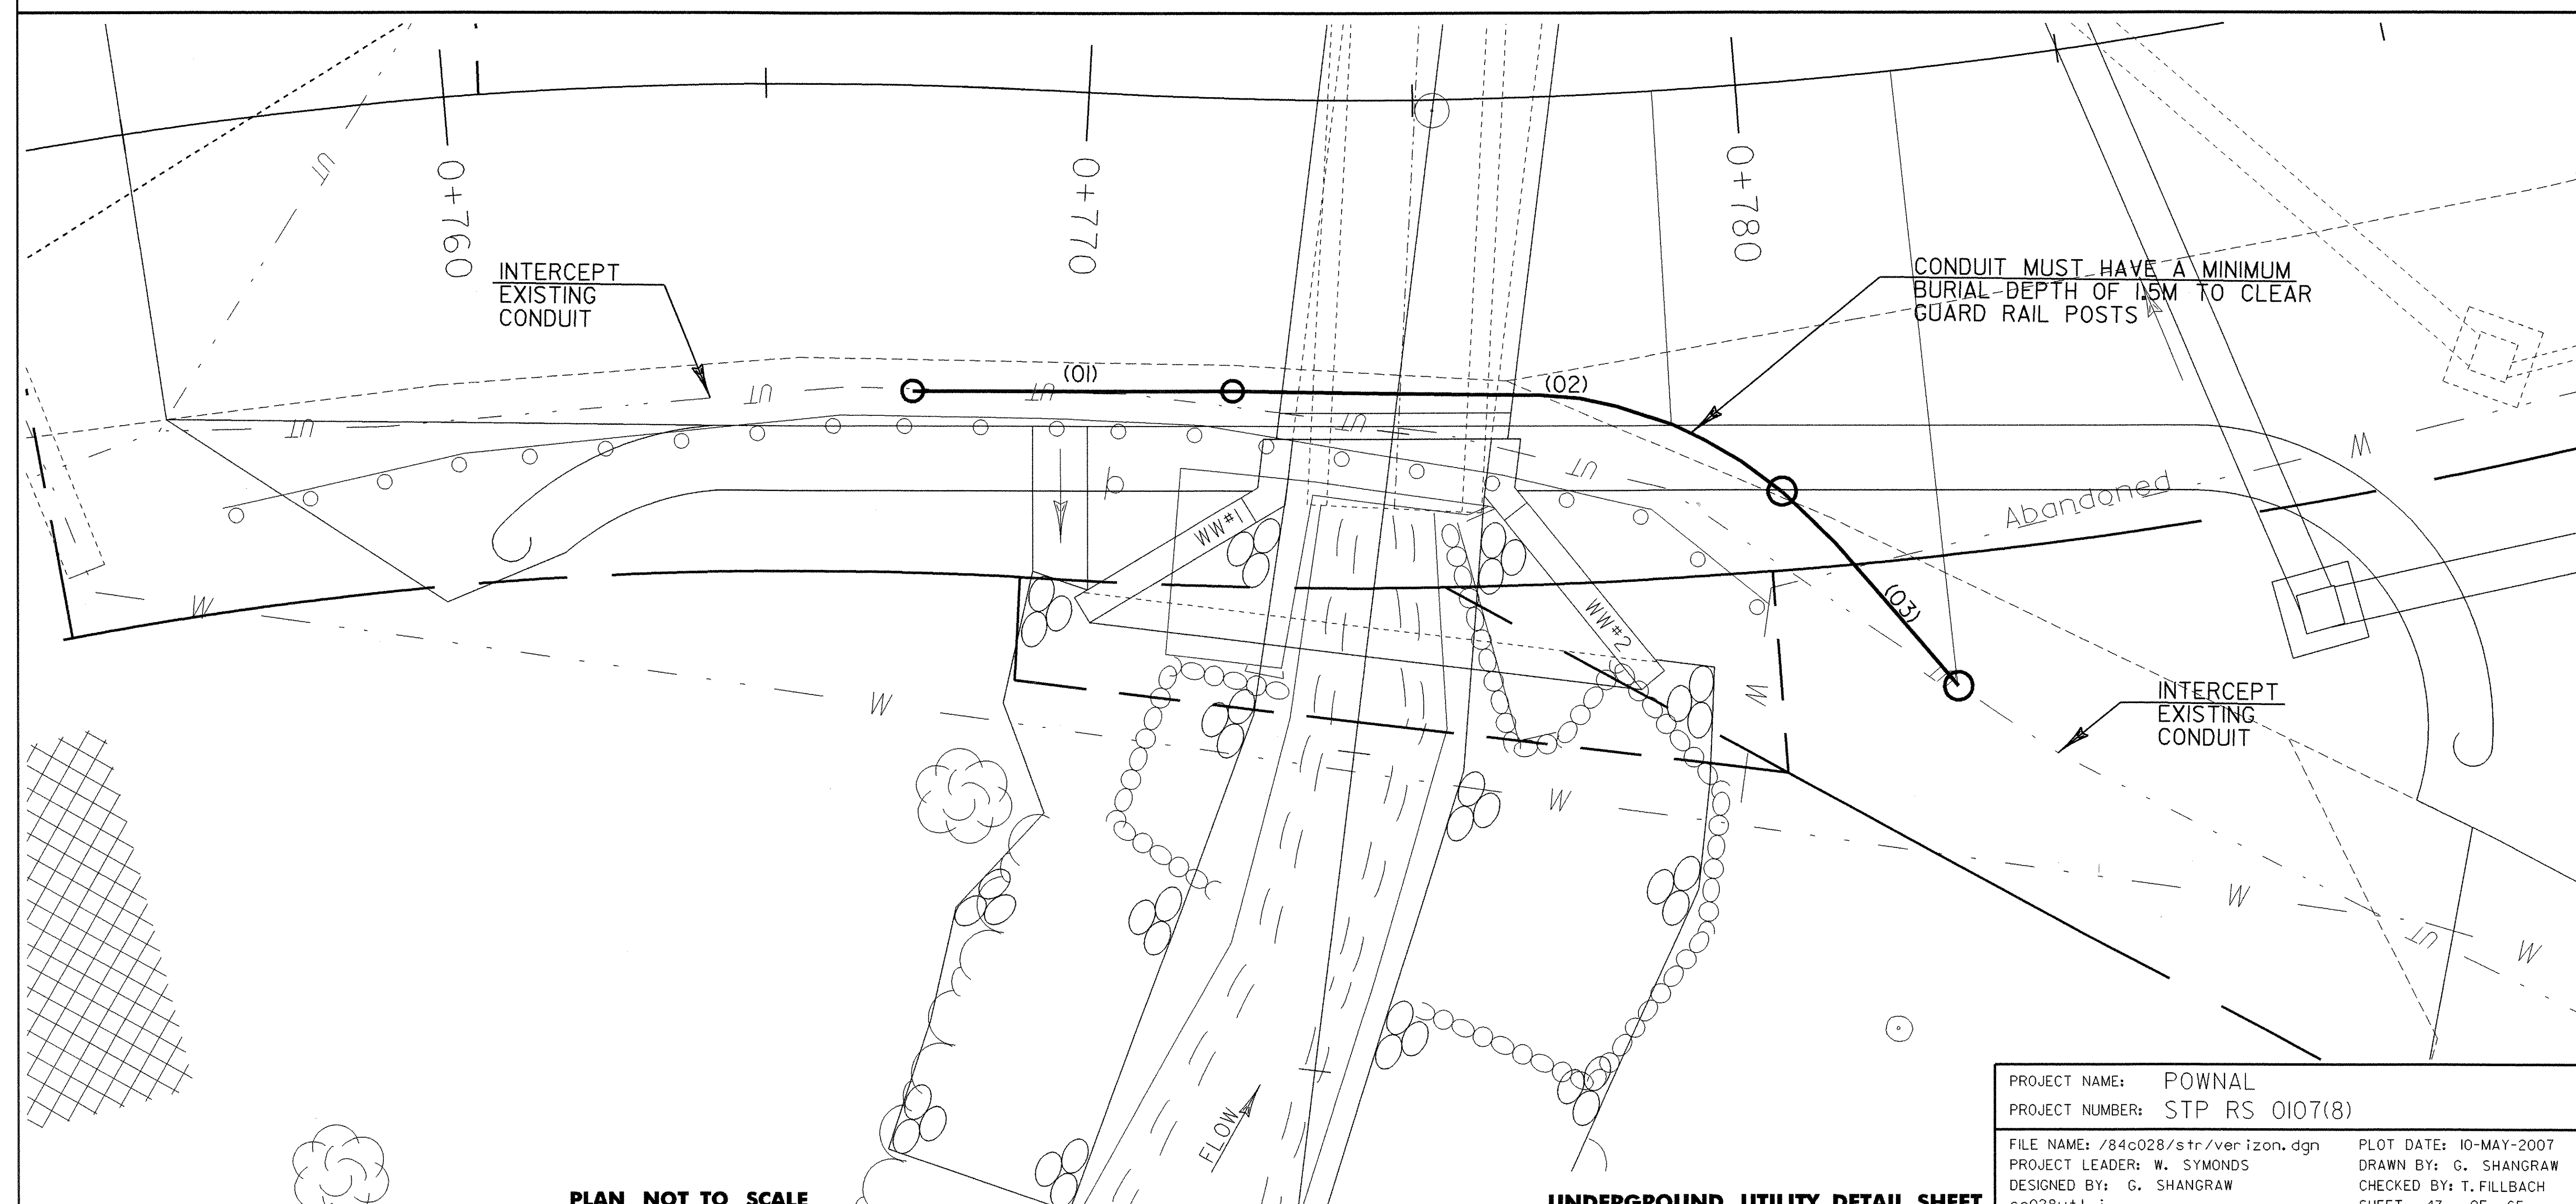 0+760
0+770
0+780
UT
INTERCEPT
EXISTING
CONDUIT
CONDUIT MUST HAVE A MINIMUM
BURIAL DEPTH OF 1.5M TO CLEAR
GUARD RAIL POSTS
(01)
(02)
UT
UT
UT
UT
UT
W
Abandoned
WW#1
WW#2
(03)
W
W
W
INTERCEPT
EXISTING
CONDUIT
W
W
UT
W
FLOW
PROJECT NAME: POWNAL
PROJECT NUMBER: STP RS 0107(8)
FILE NAME: /84c028/str/verizon.dgn PLOT DATE: 10-MAY-2007
PROJECT LEADER: W. SYMONDS DRAWN BY: G. SHANGRAW
DESIGNED BY: G. SHANGRAW CHECKED BY: T. FILLBACH
PLAN NOT TO SCALE
UNDERGROUND UTILITY DETAIL SHEET